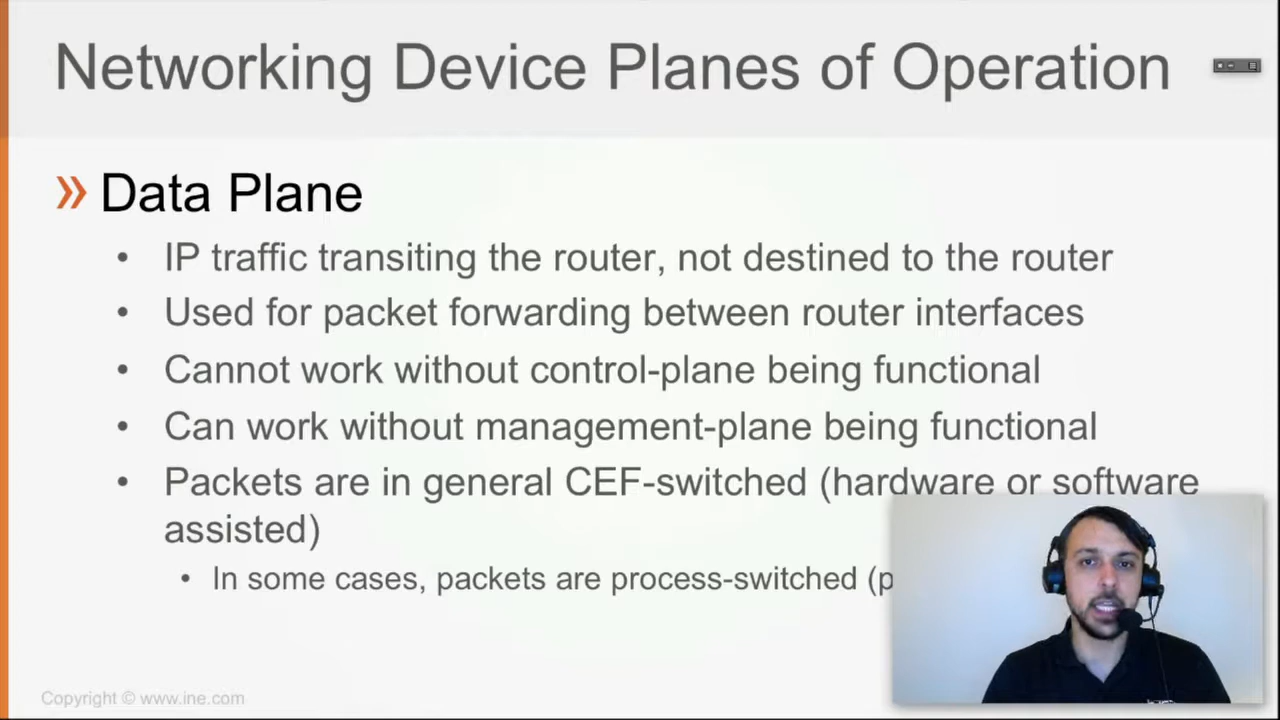 Networking Device Planes of Operation
» Data Plane
• IP traffic transiting the router, not destined to the router
• Used for packet forwarding between router interfaces
• Cannot work without control-plane being functional
• Can work without management-plane being functional
• Packets are in general CEF-switched (hardware or software
assisted)
• In some cases, packets are process-switched (p
Copyright © www.ine.com